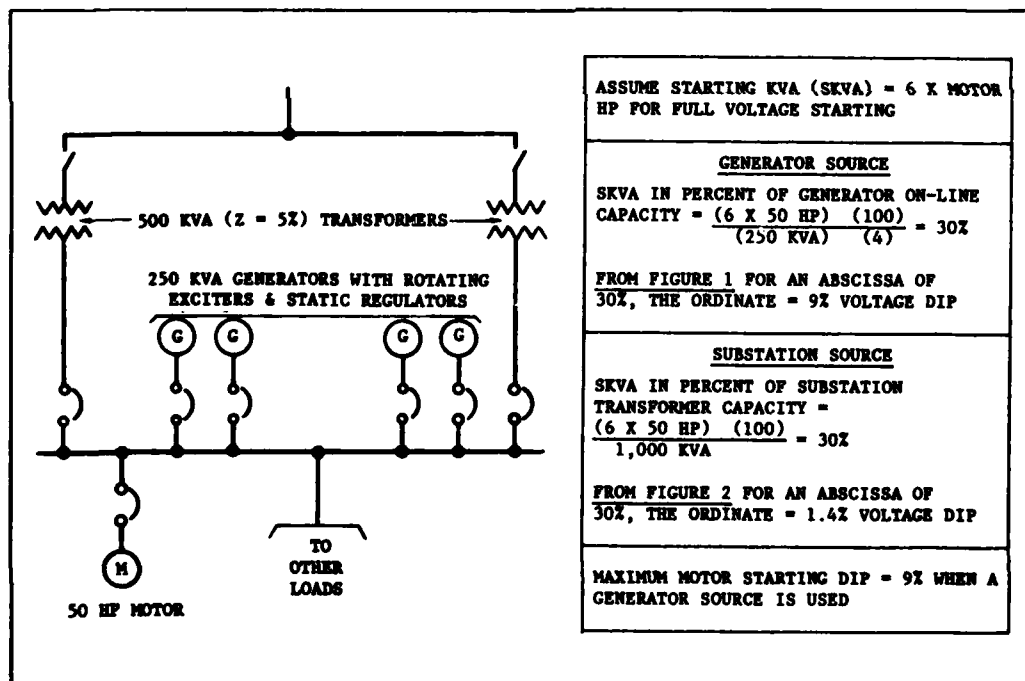 500 KVA (Z = 5%) TRANSFORMERS
250 KVA GENERATORS WITH ROTATING
EXCITERS & STATIC REGULATORS
G
G
G
G
M
50 HP MOTOR
TO
OTHER
LOADS
ASSUME STARTING KVA (SKVA) = 6 X MOTOR
HP FOR FULL VOLTAGE STARTING
GENERATOR SOURCE
SKVA IN PERCENT OF GENERATOR ON-LINE
CAPACITY = (6 X 50 HP) (100) = 30%
(250 KVA) (4)
FROM FIGURE 1 FOR AN ABSCISSA OF
30%, THE ORDINATE = 9% VOLTAGE DIP
SUBSTATION SOURCE
SKVA IN PERCENT OF SUBSTATION
TRANSFORMER CAPACITY =
(6 X 50 HP) (100) = 30%
1,000 KVA
FROM FIGURE 2 FOR AN ABSCISSA OF
30%, THE ORDINATE = 1.4% VOLTAGE DIP
MAXIMUM MOTOR STARTING DIP = 9% WHEN A
GENERATOR SOURCE IS USED